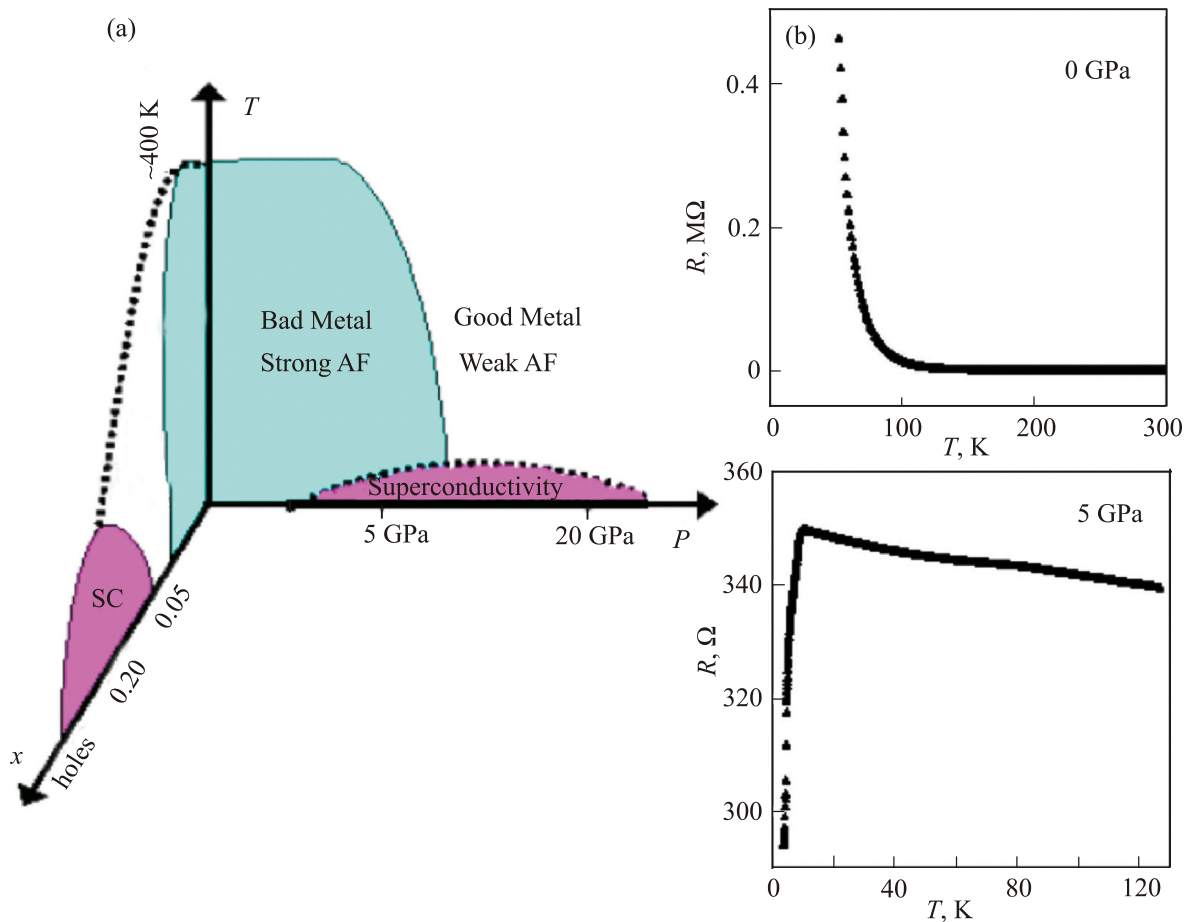 (a)
T
~400 K
Bad Metal
Strong AF
Good Metal
Weak AF
Superconductivity
5 GPa
20 GPa
P
SC
0.05
0.20
holes
x
(b)
0 GPa
R, MΩ
0.4
0.2
0
0
100
200
300
T, K
5 GPa
R, Ω
360
340
320
300
0
40
80
120
T, K